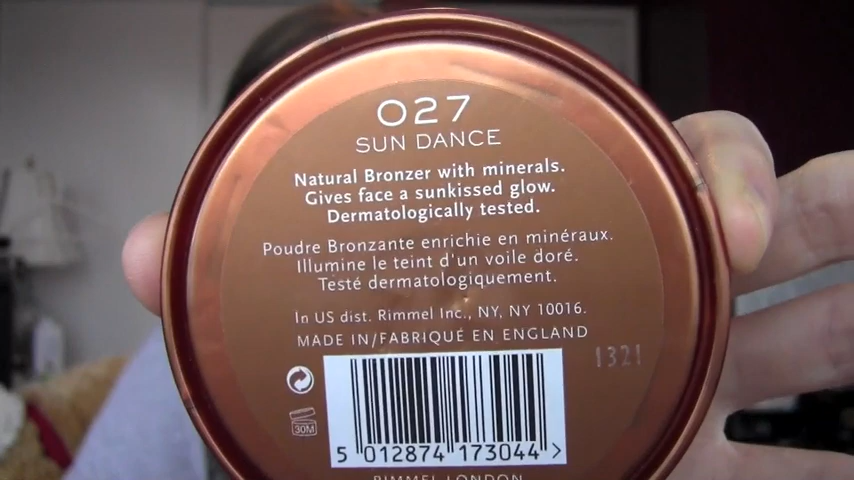 027
SUN DANCE
Natural Bronzer with minerals.
Gives face a sunkissed glow.
Dermatologically tested.
Poudre Bronzante enrichie en minéraux.
Illumine le teint d'un voile doré.
Testé dermatologiquement.
In US dist. Rimmel Inc., NY, NY 10016.
MADE IN/FABRIQUÉ EN ENGLAND
1321
30M
5 012874 173044 >
RIMMEL LONDON